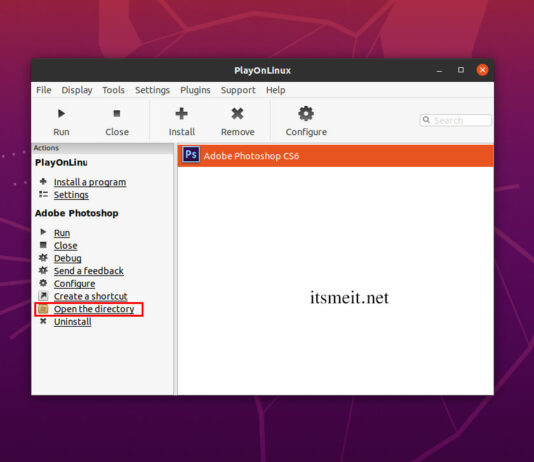 PlayOnLinux
File Display Tools Settings Plugins Support Help
Run Close Install Remove Configure Search
Actions
PlayOnLinu
Install a program
Settings
Adobe Photoshop
Run
Close
Debug
Send a feedback
Configure
Create a shortcut
Open the directory
Uninstall
Ps Adobe Photoshop CS6
itsmeit.net